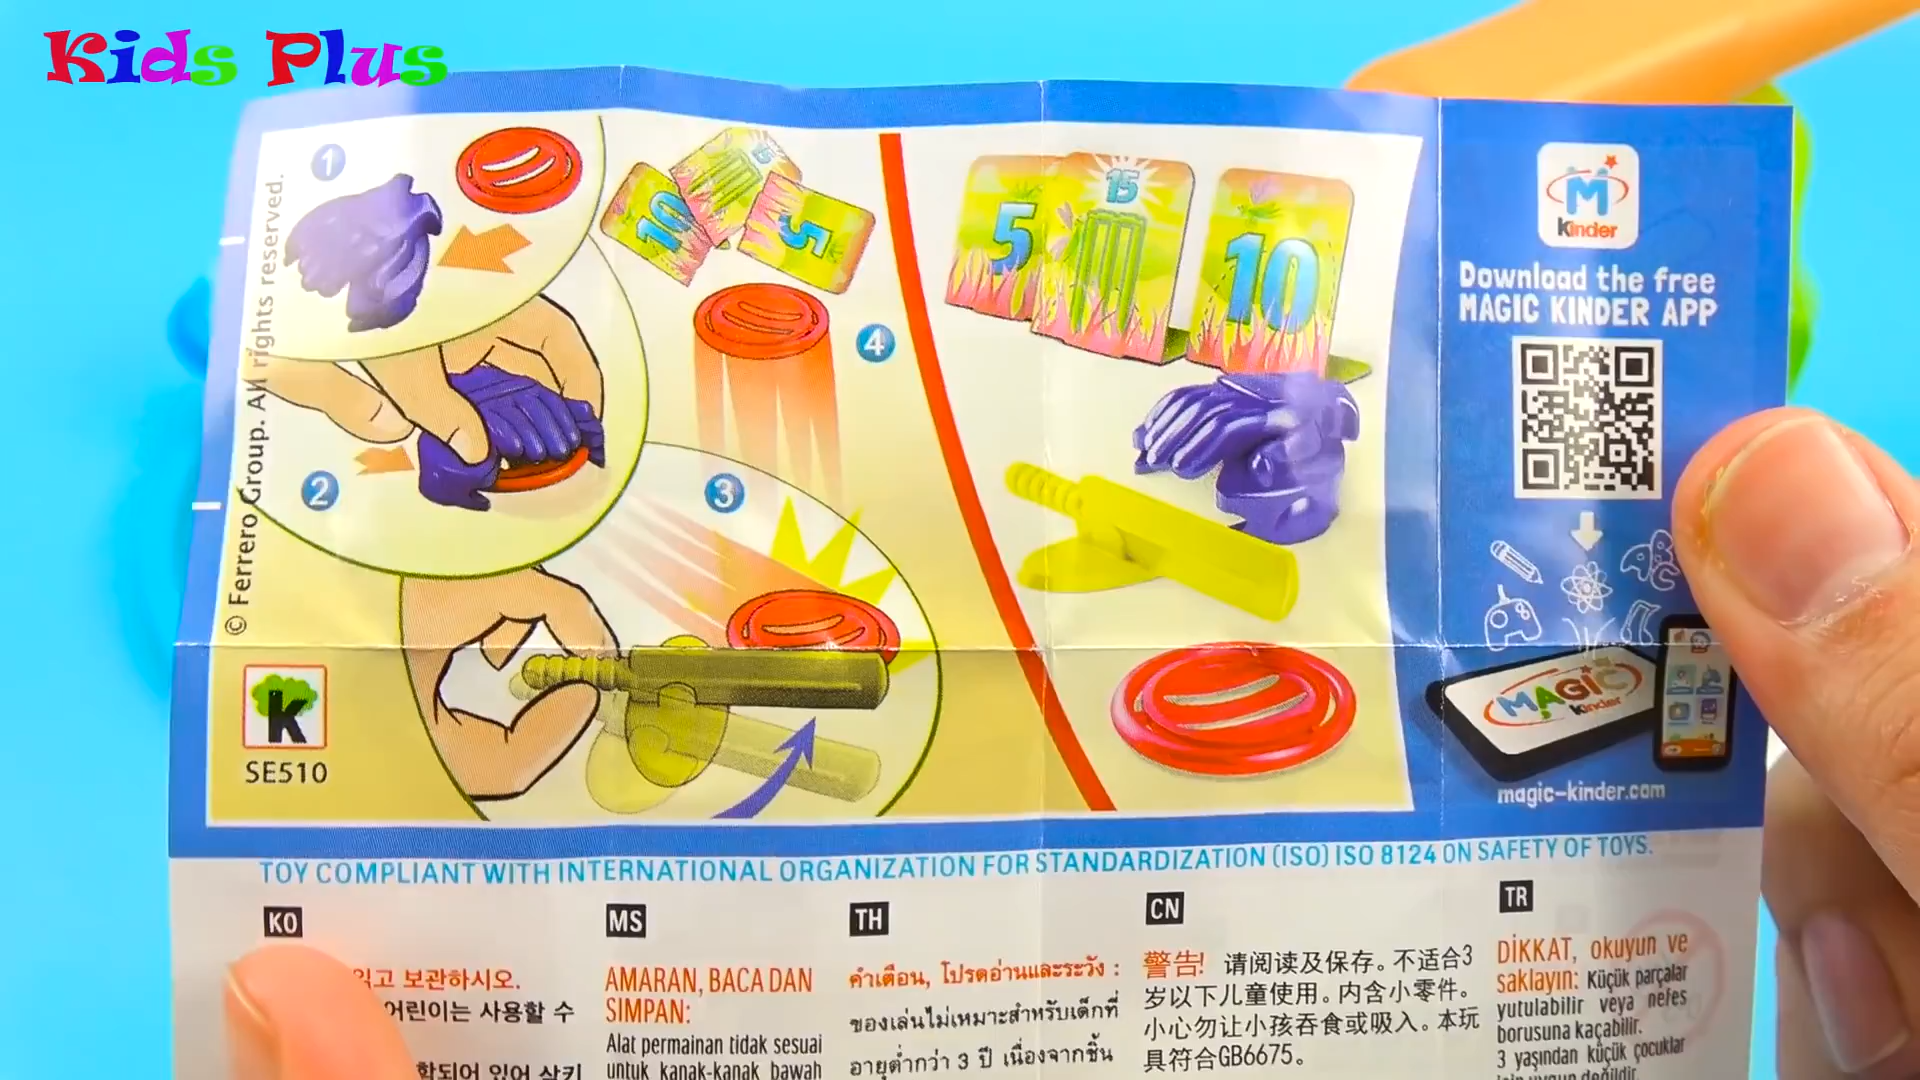 Kids Plus
1
2
3
4
10
15
5
5
15
10
© Ferrero Group. All rights reserved.
K
SE510
M
Kinder
Download the free
MAGIC KINDER APP
ABC
MAGIC
Kinder
magic-kinder.com
TOY COMPLIANT WITH INTERNATIONAL ORGANIZATION FOR STANDARDIZATION (ISO) ISO 8124 ON SAFETY OF TOYS.
KO
읽고 보관하시오.
어린이는 사용할 수
MS
AMARAN, BACA DAN
SIMPAN:
Alat permainan tidak sesuai
untuk kanak-kanak bawah
TH
คำเตือน, โปรดอ่านและระวัง :
ของเล่นไม่เหมาะสำหรับเด็กที่
อายุต่ำกว่า 3 ปี เนื่องจากชิ้น
CN
警告! 请阅读及保存。不适合3
岁以下儿童使用。内含小零件。
小心勿让小孩吞食或吸入。本玩
具符合GB6675。
TR
DİKKAT, okuyun ve
saklayın: Küçük parçalar
yutulabilir veya nefes
borusuna kaçabilir.
3 yaşından küçük çocuklar